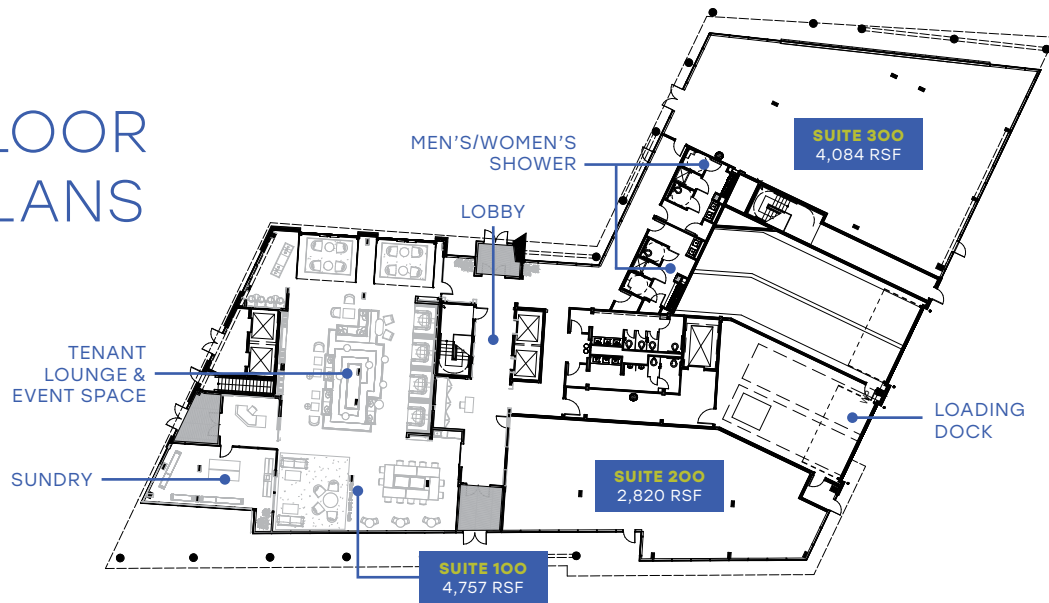 LOOR
LANS
MEN'S/WOMEN'S
SHOWER
SUITE 300
4,084 RSF
LOBBY
TENANT
LOUNGE &
EVENT SPACE
LOADING
DOCK
SUNDRY
SUITE 200
2,820 RSF
SUITE 100
4,757 RSF